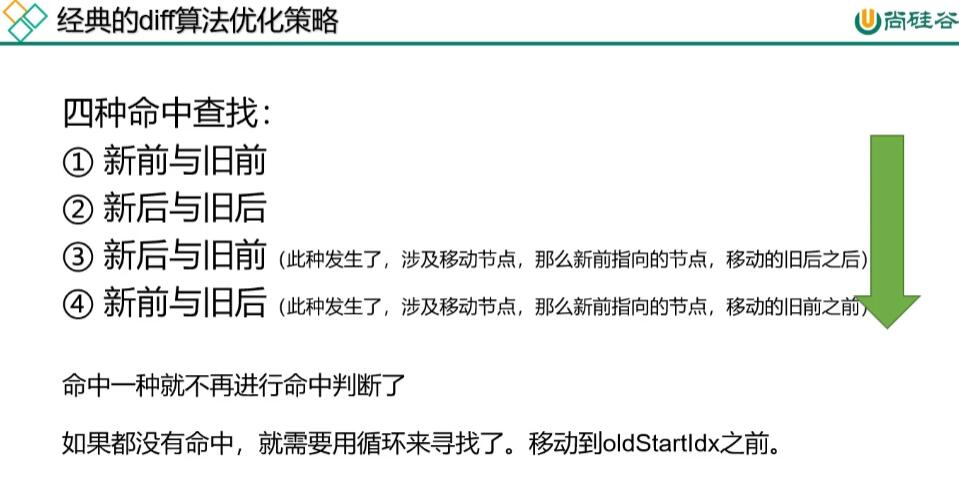 经典的diff算法优化策略
尚硅谷
四种命中查找：
① 新前与旧前
② 新后与旧后
③ 新后与旧前（此种发生了，涉及移动节点，那么新前指向的节点，移动的旧后之后）
④ 新前与旧后（此种发生了，涉及移动节点，那么新前指向的节点，移动的旧前之前）
命中一种就不再进行命中判断了
如果都没有命中，就需要用循环来寻找了。移动到oldStartIdx之前。